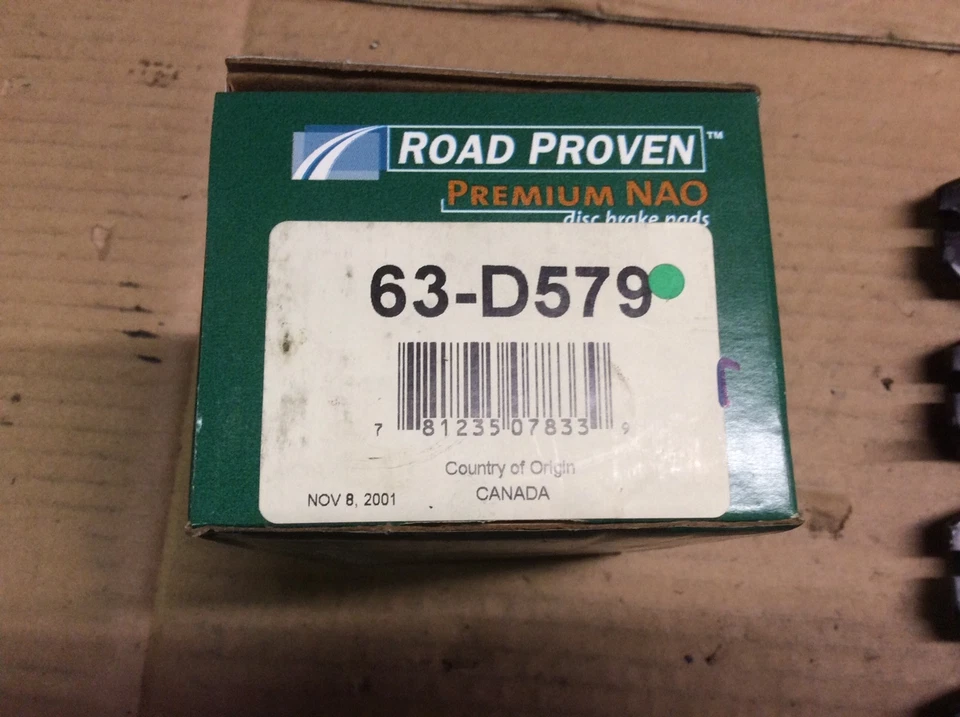 ROAD PROVEN™
PREMIUM NAO
disc brake pads
63-D579
7 81235 07833 9
Country of Origin
CANADA
NOV 8, 2001